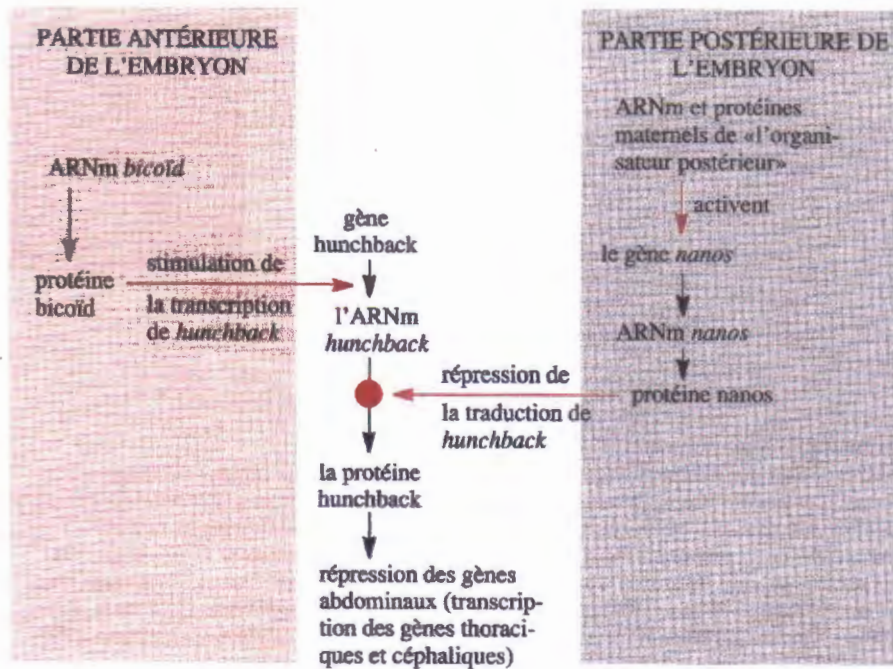 PARTIE ANTÉRIEURE
DE L'EMBRYON
ARNm bicoïd
protéine
bicoïd
stimulation de
la transcription
de hunchback
gène
hunchback
l'ARNm
hunchback
la protéine
hunchback
répression des gènes
abdominaux (transcrip-
tion des gènes thoraci-
ques et céphaliques)
répression de
la traduction de
hunchback
PARTIE POSTÉRIEURE DE
L'EMBRYON
ARNm et protéines
maternels de «l'organi-
sateur postérieur»
activent
le gène nanos
ARNm nanos
protéine nanos